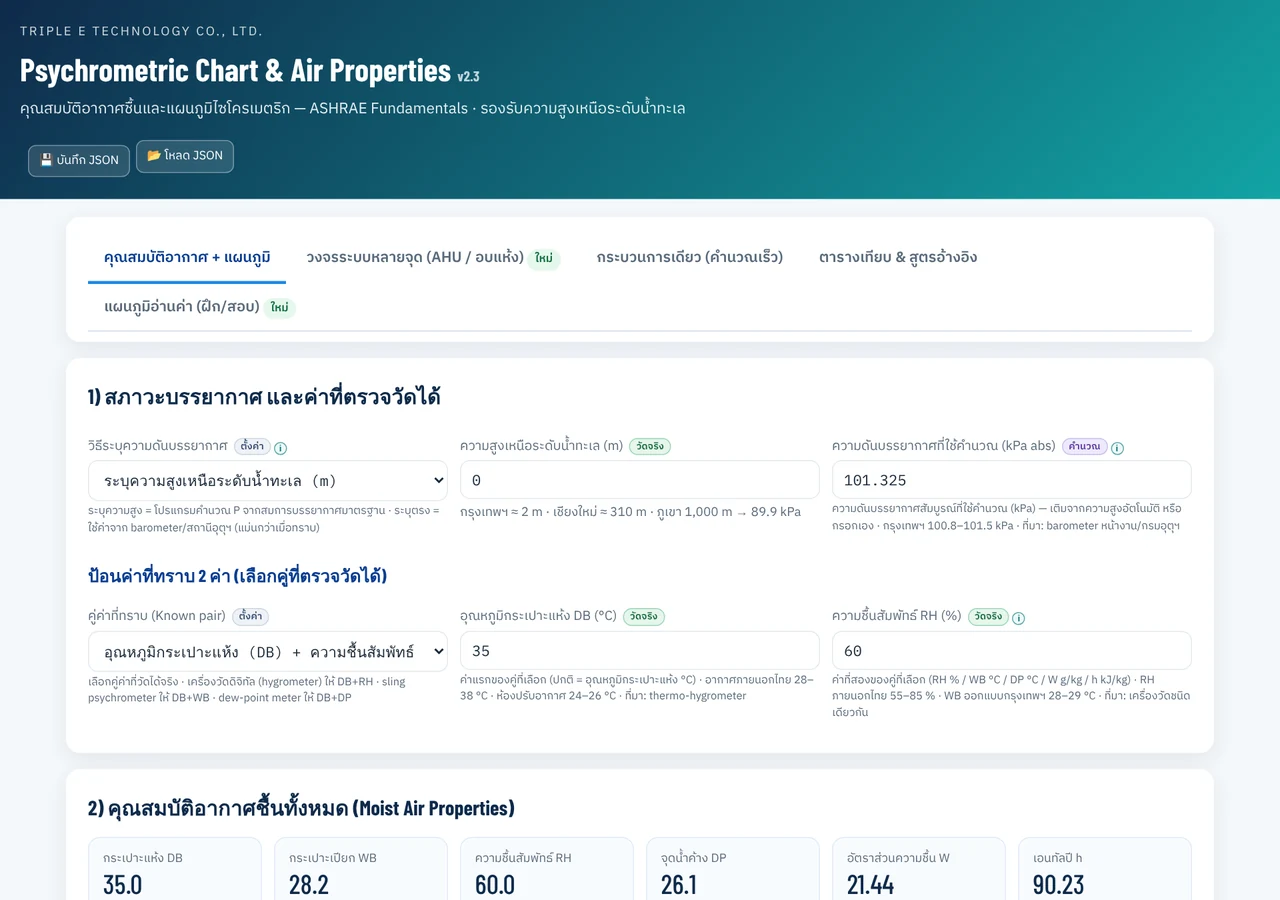 TRIPLE E TECHNOLOGY CO., LTD.
Psychrometric Chart & Air Properties v2.3
คุณสมบัติอากาศชื้นและแผนภูมิไซโครเมตริก — ASHRAE Fundamentals · รองรับความสูงเหนือระดับน้ำทะเล
💾 บันทึก JSON
📂 โหลด JSON
คุณสมบัติอากาศ + แผนภูมิ
วงจรระบบหลายจุด (AHU / อบแห้ง) ใหม่
กระบวนการเดียว (คำนวณเร็ว)
ตารางเทียบ & สูตรอ้างอิง
แผนภูมิอ่านค่า (ฝึก/สอบ) ใหม่
1) สภาวะบรรยากาศ และค่าที่ตรวจวัดได้
วิธีระบุความดันบรรยากาศ ตั้งค่า ⓘ
ระบุความสูงเหนือระดับน้ำทะเล (m)
ระบุความสูง = โปรแกรมคำนวณ P จากสมการบรรยากาศมาตรฐาน · ระบุตรง =
ใช้ค่าจาก barometer/สถานีอุตุฯ (แม่นกว่าเมื่อทราบ)
ความสูงเหนือระดับน้ำทะเล (m) วัดจริง
0
กรุงเทพฯ ≈ 2 m · เชียงใหม่ ≈ 310 m · ภูเขา 1,000 m → 89.9 kPa
ความดันบรรยากาศที่ใช้คำนวณ (kPa abs) คำนวณ ⓘ
101.325
ความดันบรรยากาศสัมบูรณ์ที่ใช้คำนวณ (kPa) — เติมจากความสูงอัตโนมัติ หรือ
กรอกเอง · กรุงเทพฯ 100.8–101.5 kPa · ที่มา: barometer หน้างาน/กรมอุตุฯ
ป้อนค่าที่ทราบ 2 ค่า (เลือกคู่ที่ตรวจวัดได้)
คู่ค่าที่ทราบ (Known pair) ตั้งค่า
อุณหภูมิกระเปาะแห้ง (DB) + ความชื้นสัมพัทธ์
เลือกคู่ค่าที่วัดได้จริง · เครื่องวัดดิจิทัล (hygrometer) ให้ DB+RH · sling
psychrometer ให้ DB+WB · dew-point meter ให้ DB+DP
อุณหภูมิกระเปาะแห้ง DB (°C) วัดจริง
35
ค่าแรกของคู่ที่เลือก (ปกติ = อุณหภูมิกระเปาะแห้ง °C) · อากาศภายนอกไทย 28–
38 °C · ห้องปรับอากาศ 24–26 °C · ที่มา: thermo-hygrometer
ความชื้นสัมพัทธ์ RH (%) วัดจริง ⓘ
60
ค่าที่สองของคู่ที่เลือก (RH % / WB °C / DP °C / W g/kg / h kJ/kg) · RH
ภายนอกไทย 55–85 % · WB ออกแบบกรุงเทพฯ 28–29 °C · ที่มา: เครื่องวัดชนิด
เดียวกัน
2) คุณสมบัติอากาศชื้นทั้งหมด (Moist Air Properties)
กระเปาะแห้ง DB
35.0
กระเปาะเปียก WB
28.2
ความชื้นสัมพัทธ์ RH
60.0
จุดน้ำค้าง DP
26.1
อัตราส่วนความชื้น W
21.44
เอนทัลปี h
90.23